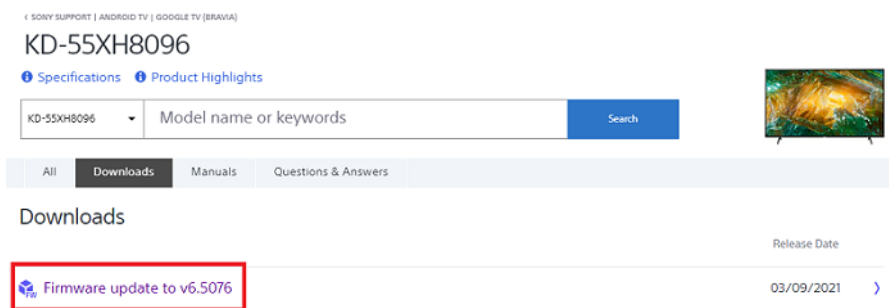 ‹ SONY SUPPORT | ANDROID TV | GOOGLE TV (BRAVIA)
KD-55XH8096
Specifications Product Highlights
KD-55XH8096 Model name or keywords Search
All Downloads Manuals Questions & Answers
Downloads
Release Date
FW Firmware update to v6.5076 03/09/2021 ›